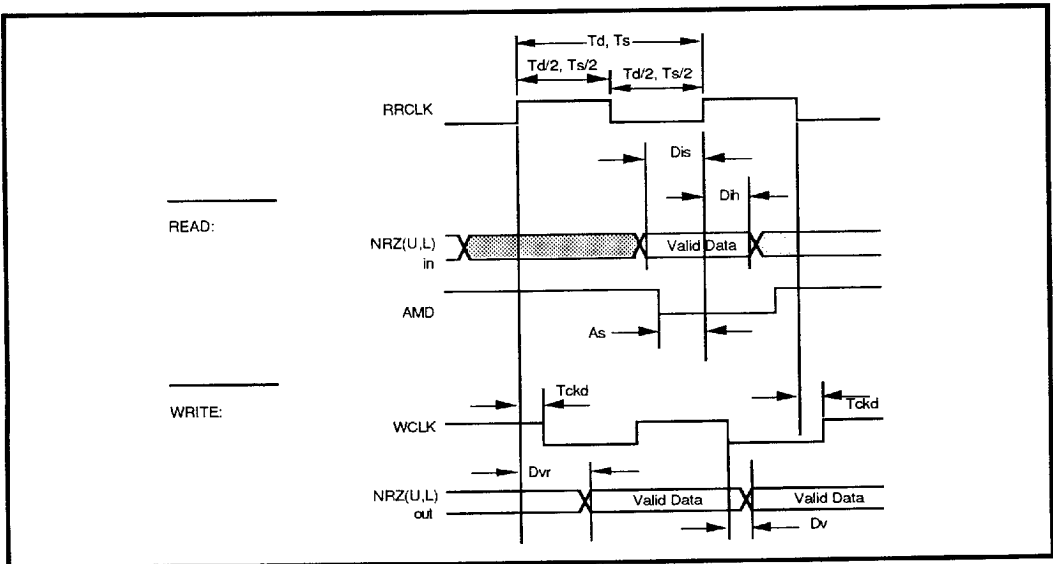 Td, Ts
Td/2, Ts/2 Td/2, Ts/2
RRCLK
Dis
Dih
READ:
NRZ(U,L)
in
Valid Data
AMD
As
WRITE:
Tckd
Tckd
WCLK
Dvr
NRZ(U,L)
out
Valid Data
Valid Data
Dv